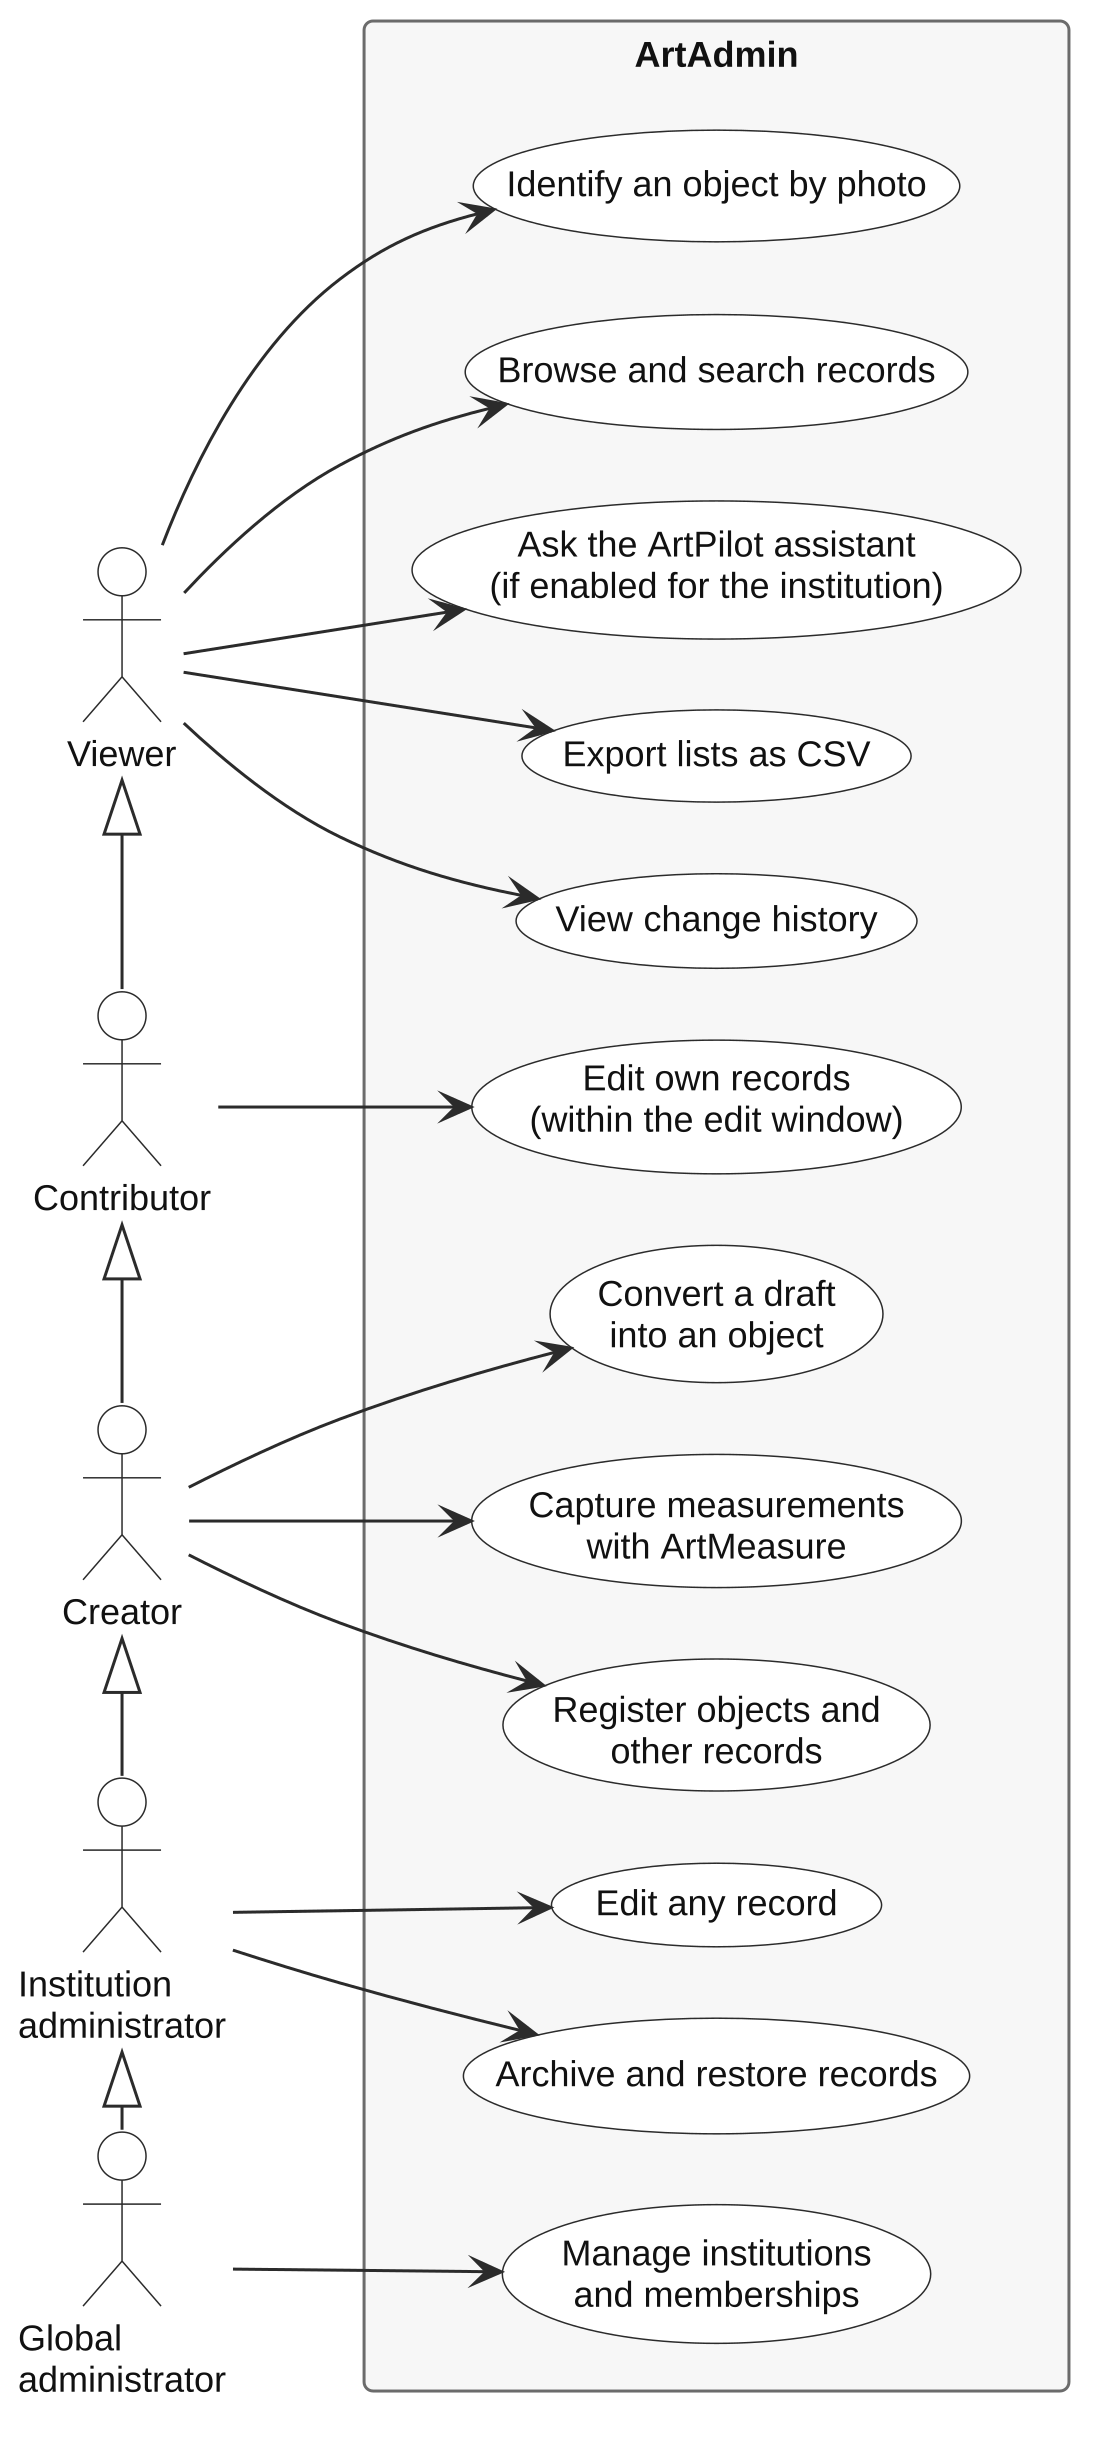 ArtAdmin
Identify an object by photo
Browse and search records
Ask the ArtPilot assistant
(if enabled for the institution)
Export lists as CSV
Viewer
View change history
Edit own records
(within the edit window)
Contributor
Convert a draft
into an object
Capture measurements
with ArtMeasure
Creator
Register objects and
other records
Edit any record
Institution
administrator
Archive and restore records
Manage institutions
and memberships
Global
administrator